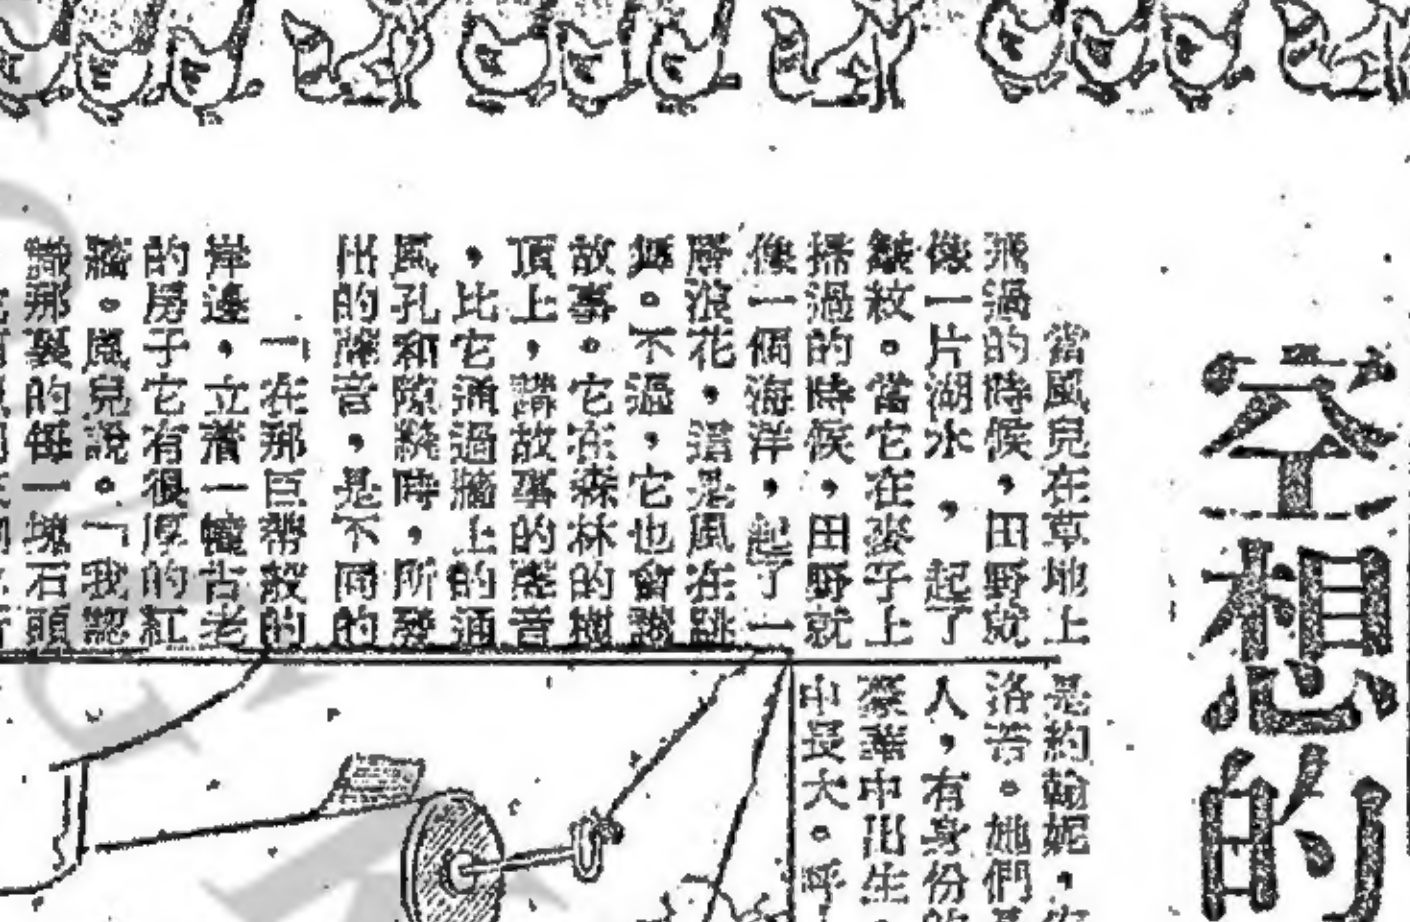 空想的
當風兒在草地上
飛過的時候，田野就
像一片湖水，起了
皺紋。當它在麥子上
掃過的時候，田野就
像一個海洋，起了一
層浪花，這是風在跳
舞。不過，它也會講
故事。它在森林的樹
頂上，講故事的聲音
，比它通過牆上的通
風孔和隙縫時，所發
出的聲音，是不同的
「在那巨帶般的
岸邊，立着一幢古老
的房子它有很厚的紅
牆。風兒說。「我認
識那裏的每一塊石頭
是約翰妮，安
洛苔。她們
人，有身份的
豪華中出生
中長大。呼